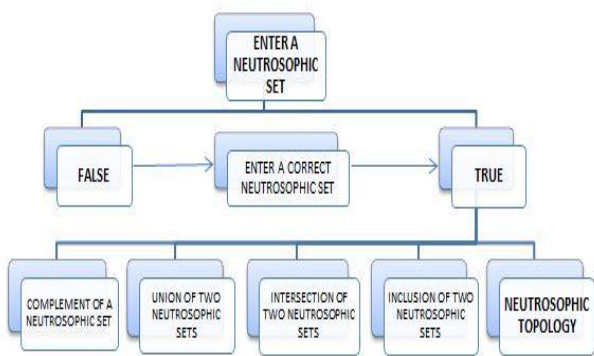 ENTER A
NEUTROSOPHIC
SET
FALSE
ENTER A CORRECT
NEUTROSOPHIC SET
TRUE
COMPLEMENT OF A
NEUTROSOPHIC SET
UNION OF TWO
NEUTROSOPHIC
SETS
INTERSECTION OF
TWO NEUTROSOPHIC
SETS
INCLUSION OF TWO
NEUTROSOPHIC
SETS
NEUTROSOPHIC
TOPOLOGY